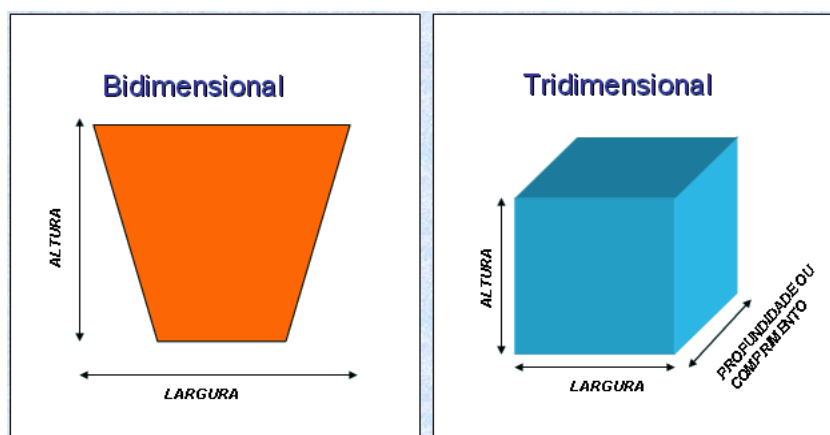 Bidimensional
ALTURA
LARGURA
Tridimensional
ALTURA
LARGURA
PROFUNDIDADE OU
COMPRIMENTO